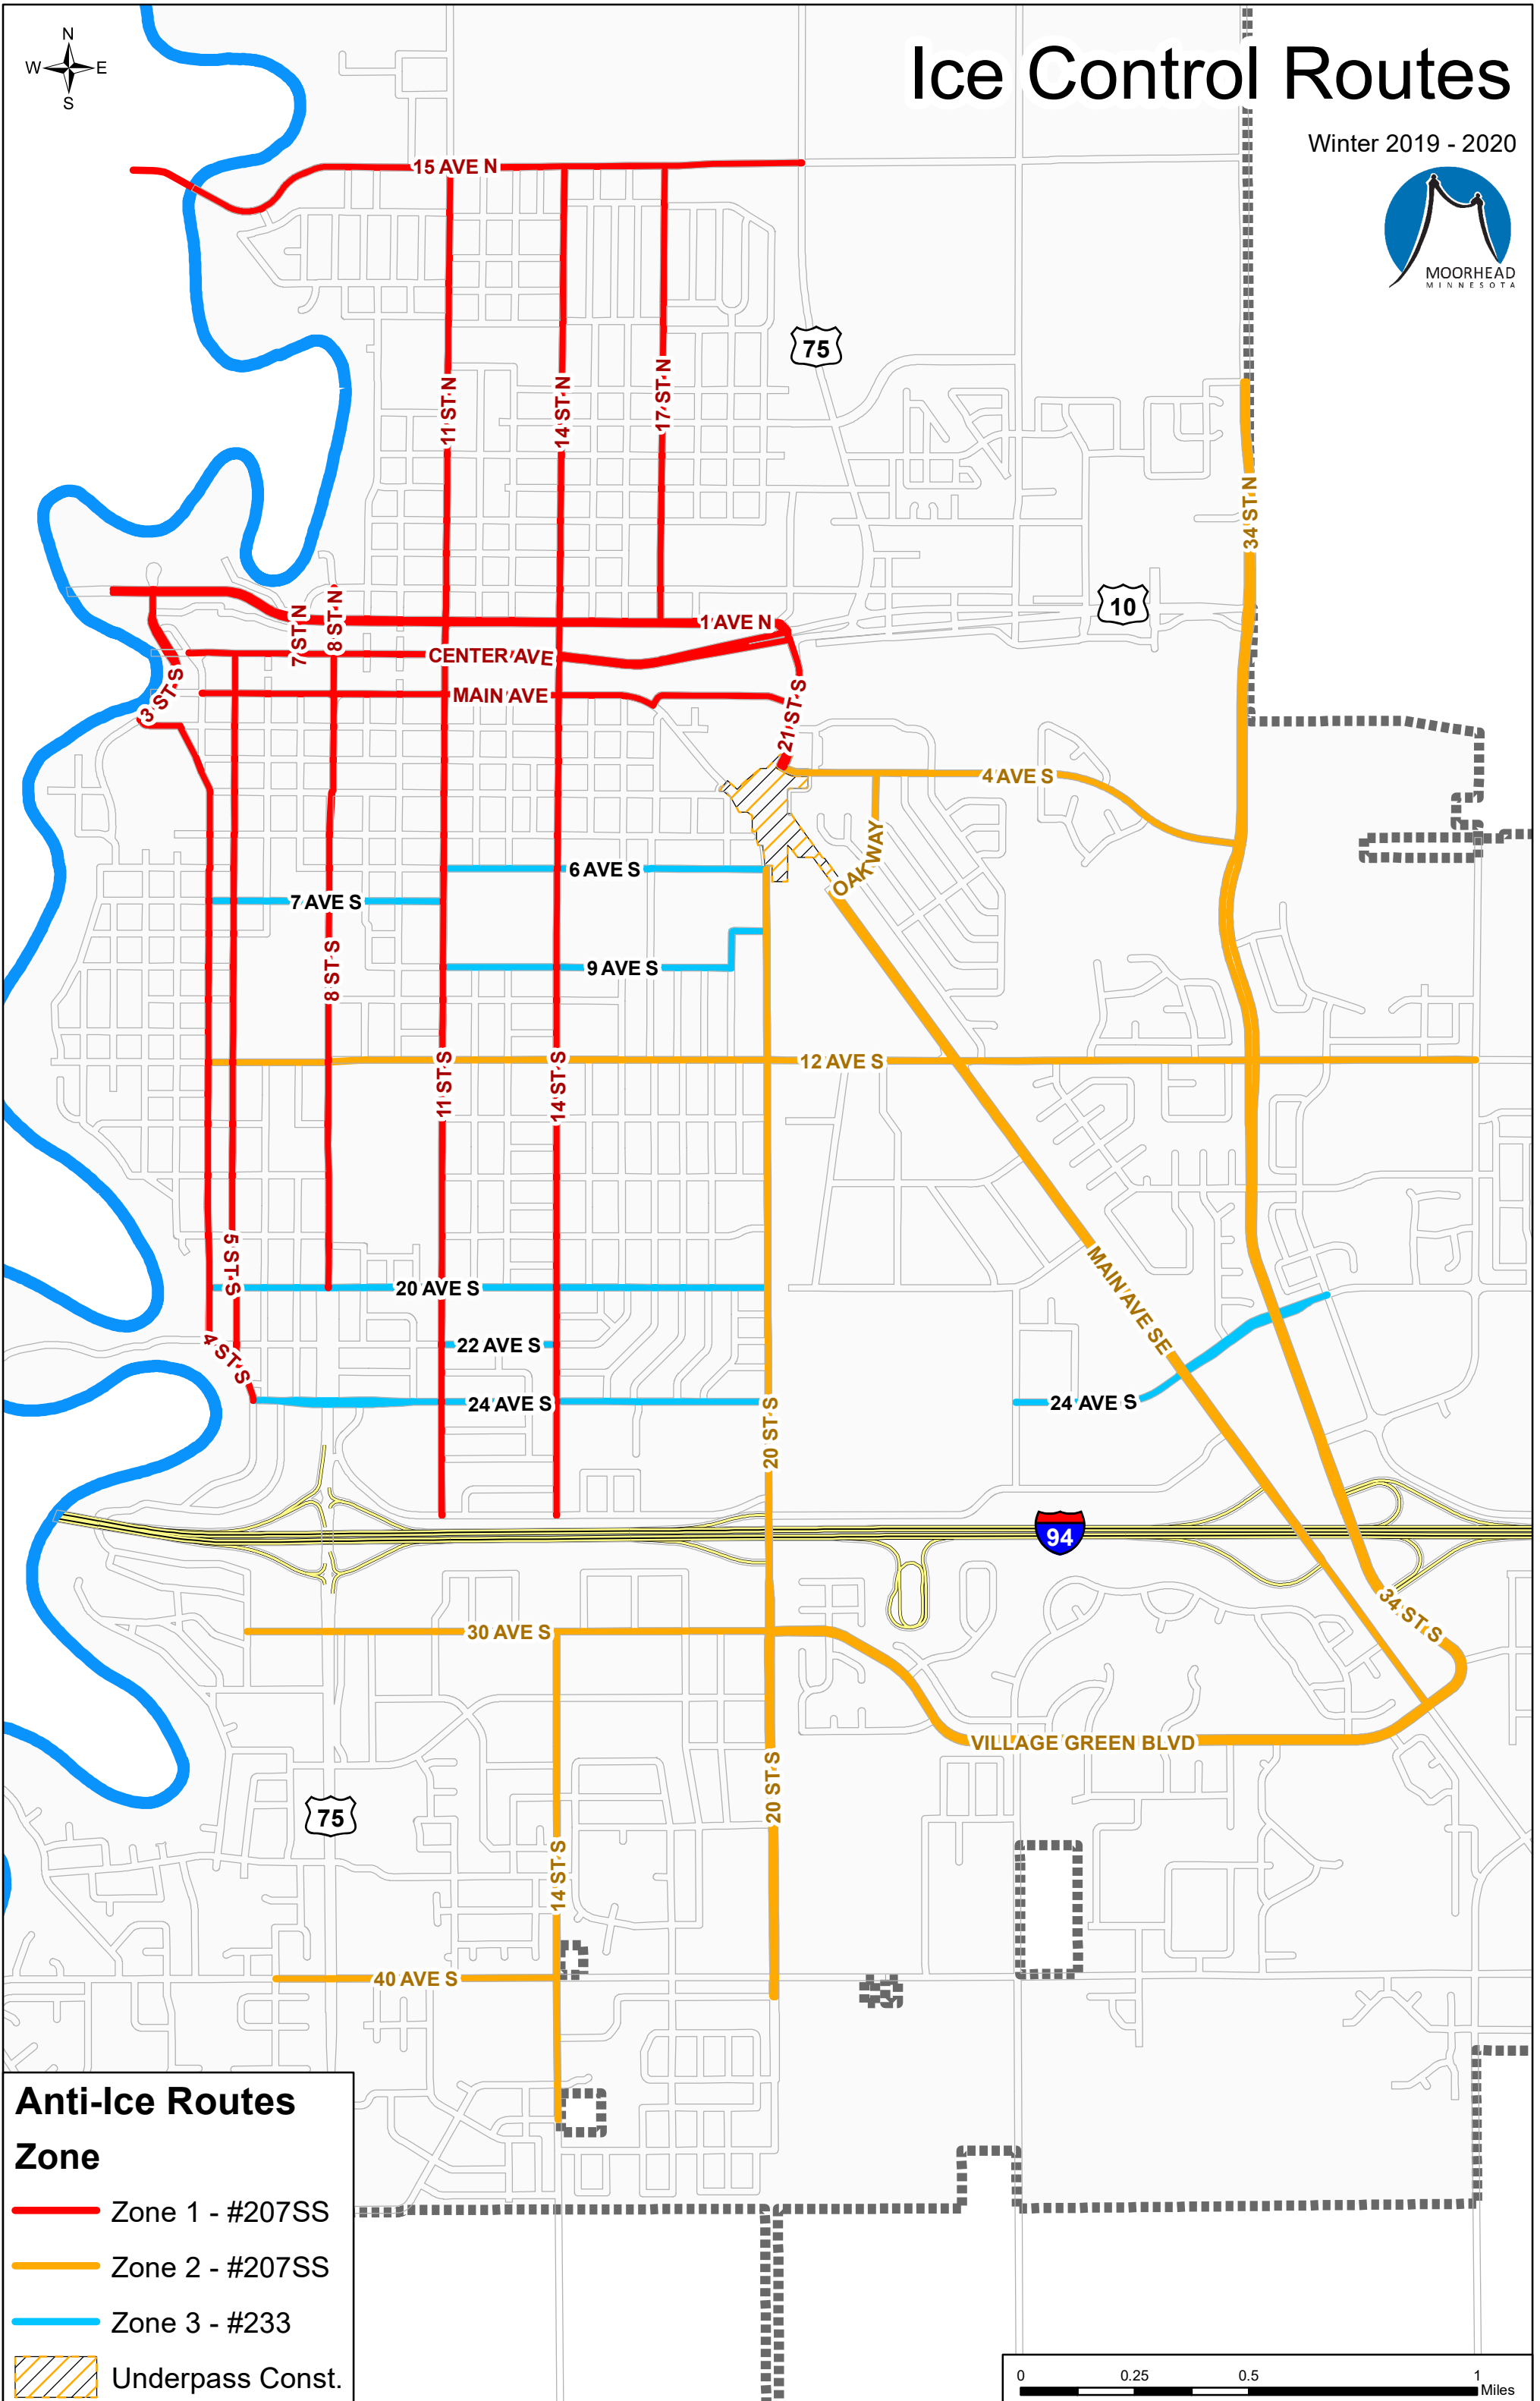 N
W E
S
Ice Control Routes
Winter 2019 - 2020
MOORHEAD
MINNESOTA
15 AVE N
75
11 ST N
14 ST N
17 ST N
34 ST N
10
7 ST N
8 ST N
1 AVE N
CENTER AVE
MAIN AVE
3 ST S
21 ST S
4 AVE S
OAKWAY
6 AVE S
7 AVE S
8 ST S
9 AVE S
11 ST S
14 ST S
12 AVE S
5 ST S
20 AVE S
MAIN AVE SE
4 ST S
22 AVE S
24 AVE S
24 AVE S
20 ST S
94
34 ST S
30 AVE S
VILLAGE GREEN BLVD
20 ST S
75
14 ST S
40 AVE S
Anti-Ice Routes
Zone
Zone 1 - #207SS
Zone 2 - #207SS
Zone 3 - #233
Underpass Const.
0 0.25 0.5 1
Miles